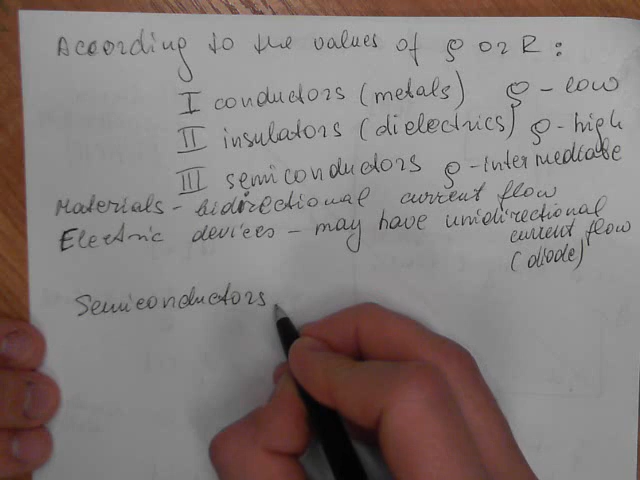 According to the values of ρ or R:
I conductors (metals) ρ - low
II insulators (dielectrics) ρ - high
III semiconductors ρ - intermediate
Materials - bidirectional current flow
Electric devices - may have unidirectional
current flow
(diode)
Semiconductors